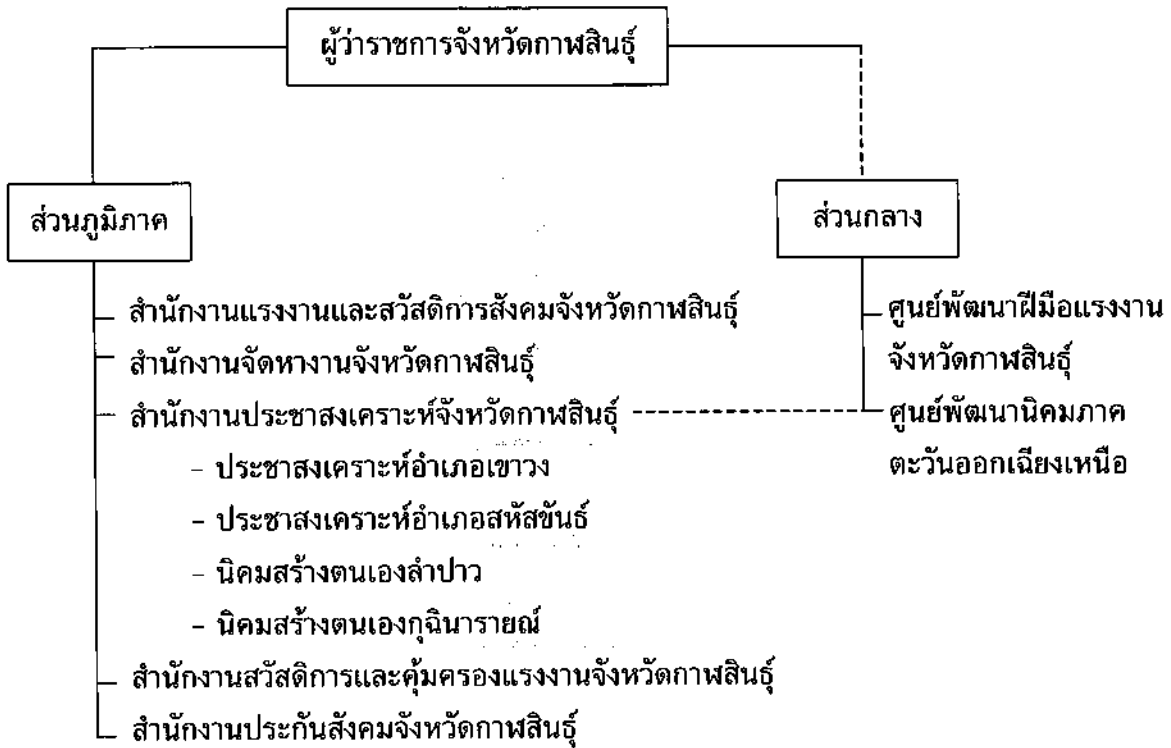 ผู้ว่าราชการจังหวัดกาฬสินธุ์
ส่วนภูมิภาค
สำนักงานแรงงานและสวัสดิการสังคมจังหวัดกาฬสินธุ์
สำนักงานจัดหางานจังหวัดกาฬสินธุ์
สำนักงานประชาสงเคราะห์จังหวัดกาฬสินธุ์
- ประชาสงเคราะห์อำเภอเขาวง
- ประชาสงเคราะห์อำเภอสหัสขันธ์
- นิคมสร้างตนเองลำปาว
- นิคมสร้างตนเองกุฉินารายณ์
สำนักงานสวัสดิการและคุ้มครองแรงงานจังหวัดกาฬสินธุ์
สำนักงานประกันสังคมจังหวัดกาฬสินธุ์
ส่วนกลาง
ศูนย์พัฒนาฝีมือแรงงาน
จังหวัดกาฬสินธุ์
ศูนย์พัฒนานิคมภาค
ตะวันออกเฉียงเหนือ